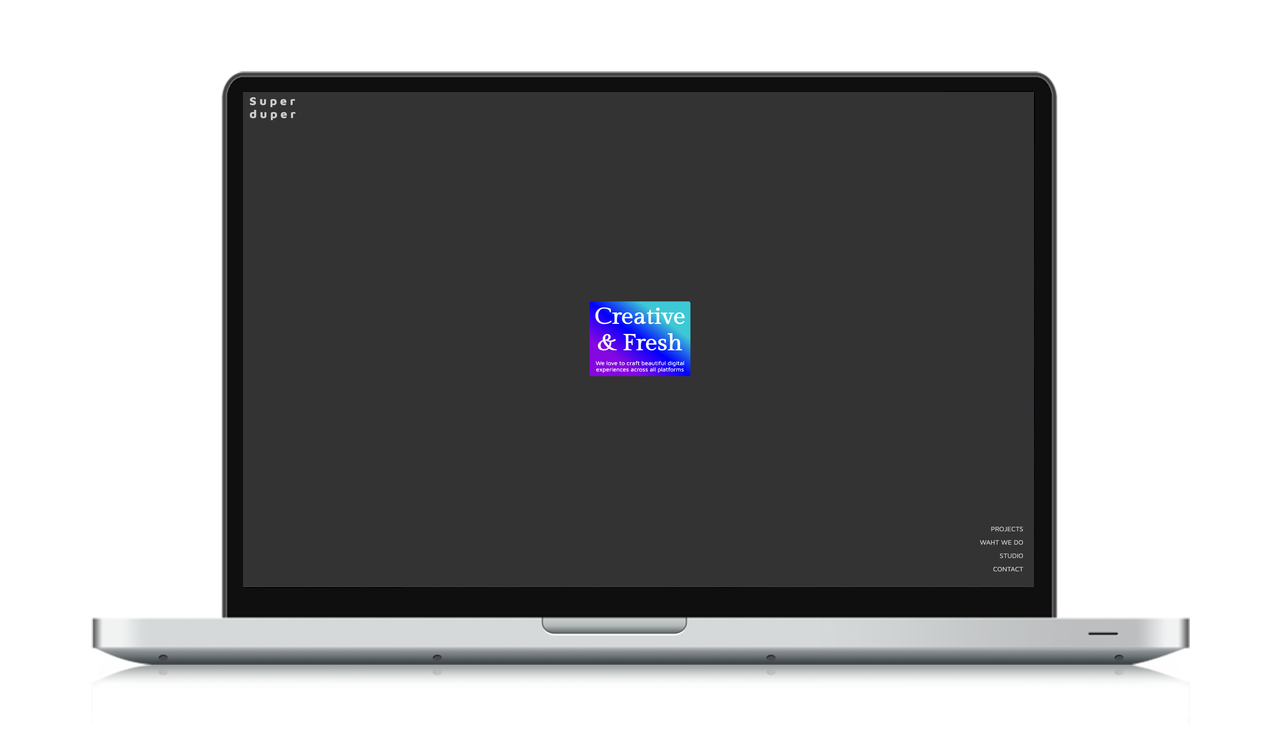 Super
duper
Creative
& Fresh
We love to craft beautiful digital
experiences across all platforms
PROJECTS
WAHT WE DO
STUDIO
CONTACT